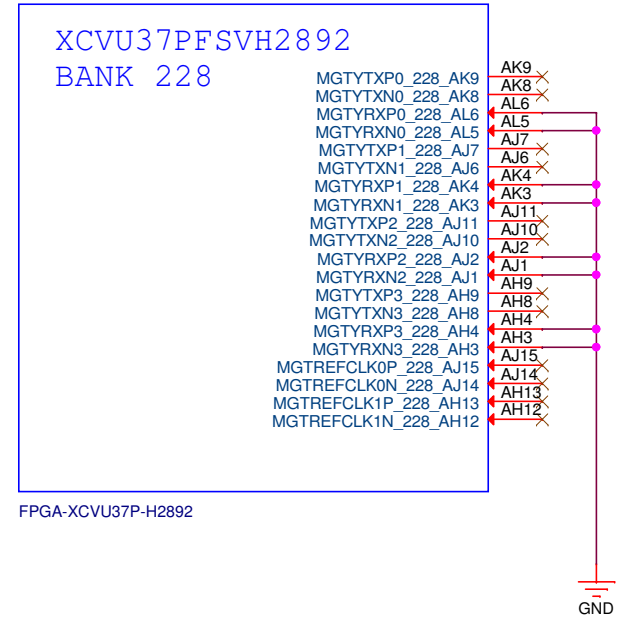 XCVU37PFSVH2892
BANK 228
MGTYTXP0_228_AK9 AK9
MGTYTXN0_228_AK8 AK8
MGTYRXP0_228_AL6 AL6
MGTYRXN0_228_AL5 AL5
MGTYTXP1_228_AJ7 AJ7
MGTYTXN1_228_AJ6 AJ6
MGTYRXP1_228_AK4 AK4
MGTYRXN1_228_AK3 AK3
MGTYTXP2_228_AJ11 AJ11
MGTYTXN2_228_AJ10 AJ10
MGTYRXP2_228_AJ2 AJ2
MGTYRXN2_228_AJ1 AJ1
MGTYTXP3_228_AH9 AH9
MGTYTXN3_228_AH8 AH8
MGTYRXP3_228_AH4 AH4
MGTYRXN3_228_AH3 AH3
MGTREFCLK0P_228_AJ15 AJ15
MGTREFCLK0N_228_AJ14 AJ14
MGTREFCLK1P_228_AH13 AH13
MGTREFCLK1N_228_AH12 AH12
FPGA-XCVU37P-H2892
GND